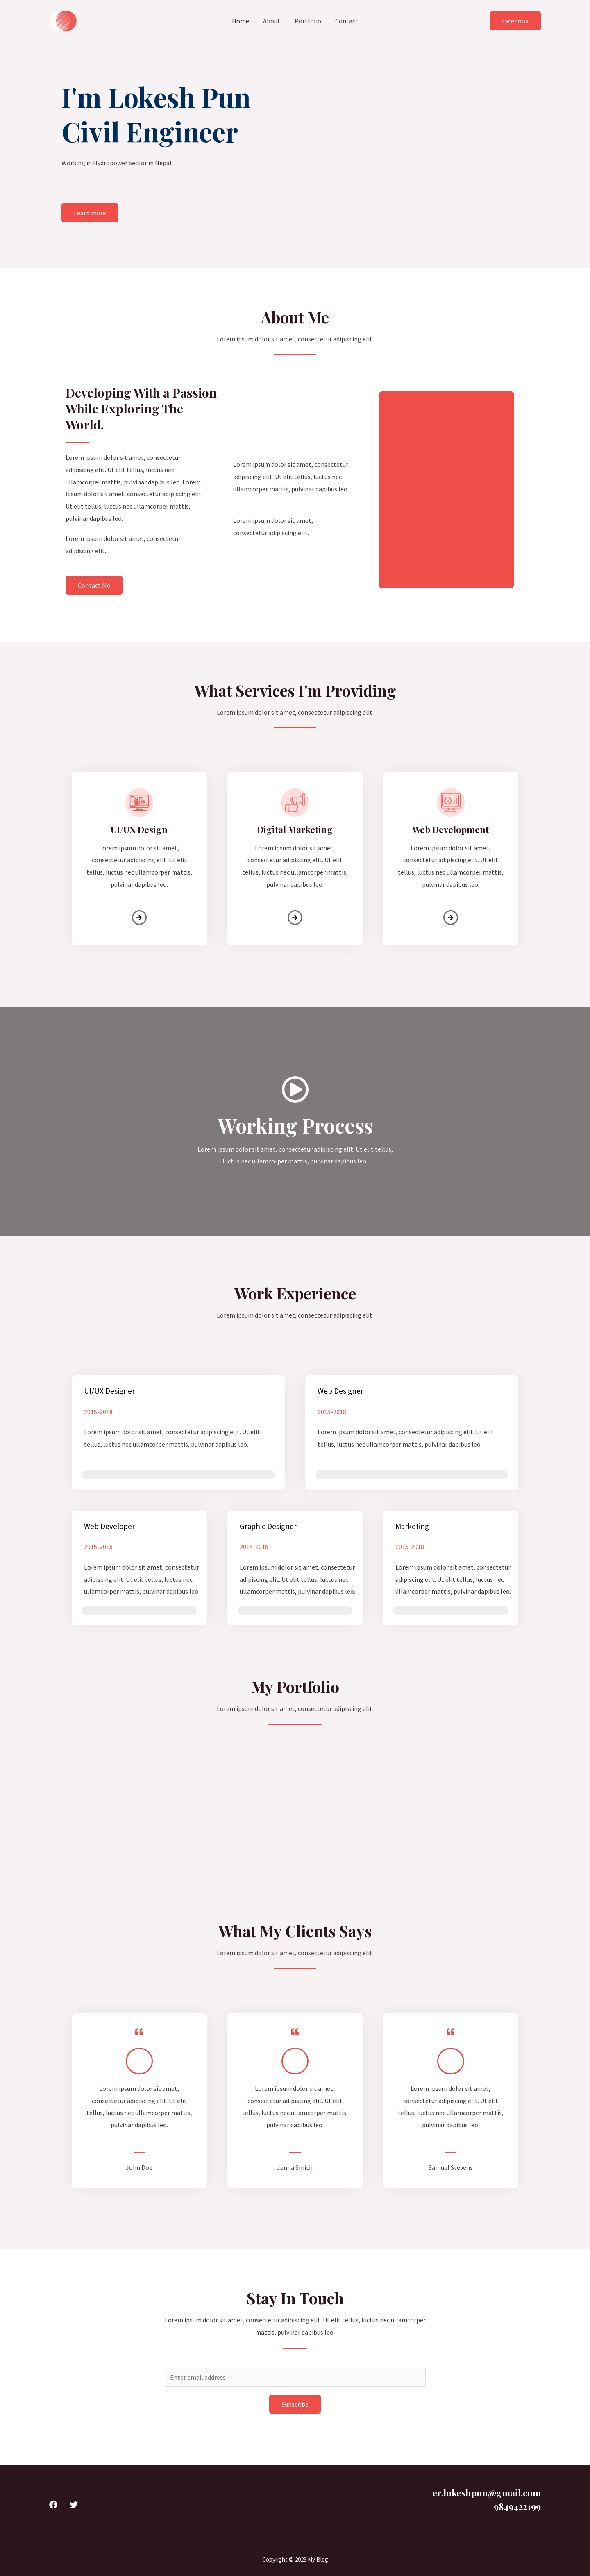 Home About Portfolio Contact Facebook
I'm Lokesh Pun
Civil Engineer
Working in Hydropower Sector in Nepal
Learn more
About Me
Lorem ipsum dolor sit amet, consectetur adipiscing elit.
Developing With a Passion
While Exploring The
World.
Lorem ipsum dolor sit amet, consectetur
adipiscing elit. Ut elit tellus, luctus nec
ullamcorper mattis, pulvinar dapibus leo. Lorem
ipsum dolor sit amet, consectetur adipiscing elit.
Ut elit tellus, luctus nec ullamcorper mattis,
pulvinar dapibus leo.
Lorem ipsum dolor sit amet, consectetur
adipiscing elit.
Contact Me
Lorem ipsum dolor sit amet, consectetur
adipiscing elit. Ut elit tellus, luctus nec
ullamcorper mattis, pulvinar dapibus leo.
Lorem ipsum dolor sit amet,
consectetur adipiscing elit.
What Services I'm Providing
Lorem ipsum dolor sit amet, consectetur adipiscing elit.
UI/UX Design
Lorem ipsum dolor sit amet,
consectetur adipiscing elit. Ut elit
tellus, luctus nec ullamcorper mattis,
pulvinar dapibus leo.
Digital Marketing
Lorem ipsum dolor sit amet,
consectetur adipiscing elit. Ut elit
tellus, luctus nec ullamcorper mattis,
pulvinar dapibus leo.
Web Development
Lorem ipsum dolor sit amet,
consectetur adipiscing elit. Ut elit
tellus, luctus nec ullamcorper mattis,
pulvinar dapibus leo.
Working Process
Lorem ipsum dolor sit amet, consectetur adipiscing elit. Ut elit tellus,
luctus nec ullamcorper mattis, pulvinar dapibus leo.
Work Experience
Lorem ipsum dolor sit amet, consectetur adipiscing elit.
UI/UX Designer
2015-2018
Lorem ipsum dolor sit amet, consectetur adipiscing elit. Ut elit
tellus, luctus nec ullamcorper mattis, pulvinar dapibus leo.
Web Designer
2015-2018
Lorem ipsum dolor sit amet, consectetur adipiscing elit. Ut elit
tellus, luctus nec ullamcorper mattis, pulvinar dapibus leo.
Web Developer
2015-2018
Lorem ipsum dolor sit amet, consectetur
adipiscing elit. Ut elit tellus, luctus nec
ullamcorper mattis, pulvinar dapibus leo.
Graphic Designer
2015-2018
Lorem ipsum dolor sit amet, consectetur
adipiscing elit. Ut elit tellus, luctus nec
ullamcorper mattis, pulvinar dapibus leo.
Marketing
2015-2018
Lorem ipsum dolor sit amet, consectetur
adipiscing elit. Ut elit tellus, luctus nec
ullamcorper mattis, pulvinar dapibus leo.
My Portfolio
Lorem ipsum dolor sit amet, consectetur adipiscing elit.
What My Clients Says
Lorem ipsum dolor sit amet, consectetur adipiscing elit.
Lorem ipsum dolor sit amet,
consectetur adipiscing elit. Ut elit
tellus, luctus nec ullamcorper mattis,
pulvinar dapibus leo.
John Doe
Lorem ipsum dolor sit amet,
consectetur adipiscing elit. Ut elit
tellus, luctus nec ullamcorper mattis,
pulvinar dapibus leo.
Jenna Smith
Lorem ipsum dolor sit amet,
consectetur adipiscing elit. Ut elit
tellus, luctus nec ullamcorper mattis,
pulvinar dapibus leo.
Samuel Stevens
Stay In Touch
Lorem ipsum dolor sit amet, consectetur adipiscing elit. Ut elit tellus, luctus nec ullamcorper
mattis, pulvinar dapibus leo.
Enter email address
Subscribe
er.lokeshpun@gmail.com
9849422199
Copyright © 2023 My Blog